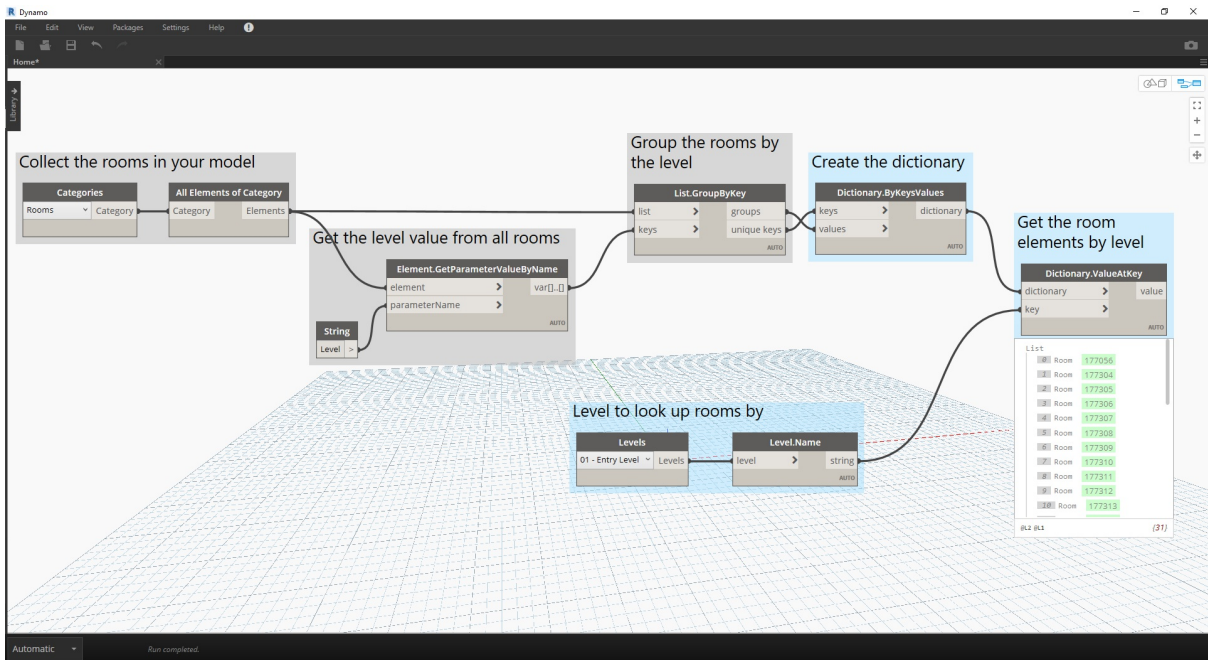 R Dynamo
File Edit View Packages Settings Help !
Home*
Library
Collect the rooms in your model
Categories
Rooms Category
All Elements of Category
Category Elements
Get the level value from all rooms
Element.GetParameterValueByName
element > var[]..[]
parameterName >
AUTO
String
Level >
Group the rooms by
the level
List.GroupByKey
list > groups
keys > unique keys
AUTO
Create the dictionary
Dictionary.ByKeysValues
keys > dictionary
values >
AUTO
Get the room
elements by level
Dictionary.ValueAtKey
dictionary > value
key >
AUTO
List
0 Room 177056
1 Room 177304
2 Room 177305
3 Room 177306
4 Room 177307
5 Room 177308
6 Room 177309
7 Room 177310
8 Room 177311
9 Room 177312
10 Room 177313
@L2 @L1 (31)
Level to look up rooms by
Levels
01 - Entry Level Levels
Level.Name
level > string
AUTO
Automatic Run completed.